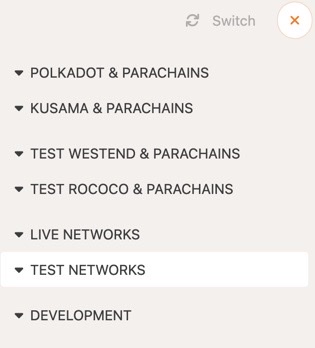 Switch
POLKADOT & PARACHAINS
KUSAMA & PARACHAINS
TEST WESTEND & PARACHAINS
TEST ROCOCO & PARACHAINS
LIVE NETWORKS
TEST NETWORKS
DEVELOPMENT